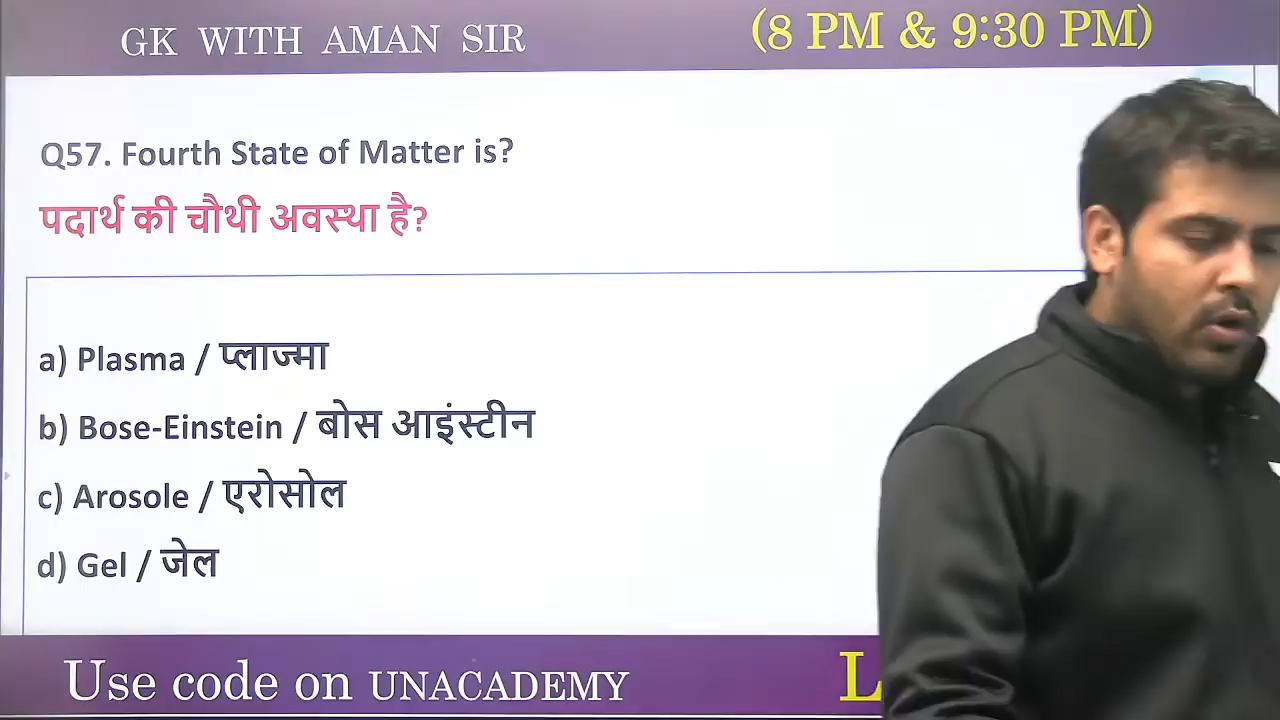 GK WITH AMAN SIR
(8 PM & 9:30 PM)
Q57. Fourth State of Matter is?
पदार्थ की चौथी अवस्था है?
a) Plasma / प्लाज्मा
b) Bose-Einstein / बोस आइंस्टीन
c) Arosole / एरोसोल
d) Gel / जेल
Use code on UNACADEMY
L